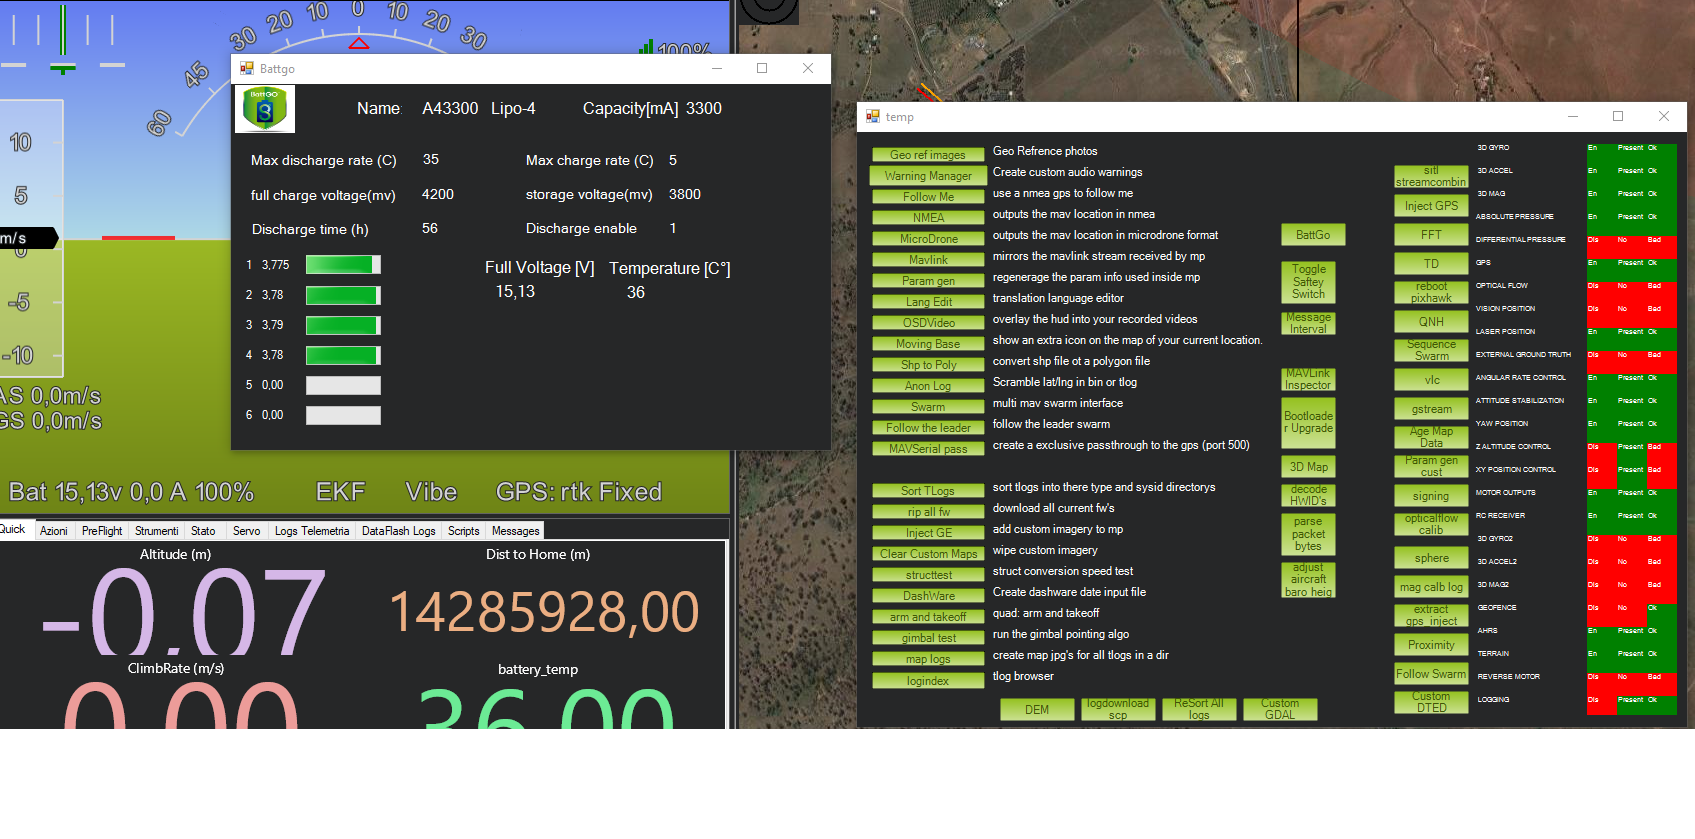 30 20 10 0 10 20 30
45
60
100%
10
5
m/s
0
-5
-10
AS 0,0m/s
GS 0,0m/s
Bat 15,13v 0,0 A 100% EKF Vibe GPS: rtk Fixed
Quick Azioni PreFlight Strumenti Stato Servo Logs Telemetria DataFlash Logs Scripts Messages
Altitude (m) Dist to Home (m)
-0,07 14285928,00
ClimbRate (m/s) battery_temp
0,00 36,00
Battgo
BattGO
Name: A43300 Lipo-4 Capacity[mA] 3300
Max discharge rate (C) 35 Max charge rate (C) 5
full charge voltage(mv) 4200 storage voltage(mv) 3800
Discharge time (h) 56 Discharge enable 1
1 3,775
2 3,78
3 3,79
4 3,78
5 0,00
6 0,00
Full Voltage [V] Temperature [C°]
15,13 36
temp
Geo ref images Geo Refrence photos
Warning Manager Create custom audio warnings
Follow Me use a nmea gps to follow me
NMEA outputs the mav location in nmea
MicroDrone outputs the mav location in microdrone format
Mavlink mirrors the mavlink stream received by mp
Param gen regenerage the param info used inside mp
Lang Edit translation language editor
OSDVideo overlay the hud into your recorded videos
Moving Base show an extra icon on the map of your current location.
Shp to Poly convert shp file ot a polygon file
Anon Log Scramble lat/lng in bin or tlog
Swarm multi mav swarm interface
Follow the leader follow the leader swarm
MAVSerial pass create a exclusive passthrough to the gps (port 500)
Sort TLogs sort tlogs into there type and sysid directorys
rip all fw download all current fw's
Inject GE add custom imagery to mp
Clear Custom Maps wipe custom imagery
structtest struct conversion speed test
DashWare Create dashware date input file
arm and takeoff quad: arm and takeoff
gimbal test run the gimbal pointing algo
map logs create map jpg's for all tlogs in a dir
logindex tlog browser
DEM
logdownload
scp
ReSort All
logs
Custom
GDAL
BattGo
Toggle
Saftey
Switch
Message
Interval
MAVLink
Inspector
Bootloade
r Upgrade
3D Map
decode
HWID's
parse
packet
bytes
adjust
aircraft
baro heig
sitl
streamcombin
Inject GPS
FFT
TD
reboot
pixhawk
QNH
Sequence
Swarm
vlc
gstream
Age Map
Data
Param gen
cust
signing
opticalflow
calib
sphere
mag calb log
extract
gps_inject
Proximity
Follow Swarm
Custom
DTED
3D GYRO En Present Ok
3D ACCEL En Present Ok
3D MAG En Present Ok
ABSOLUTE PRESSURE En Present Ok
DIFFERENTIAL PRESSURE Dis No Bad
GPS En Present Ok
OPTICAL FLOW Dis No Bad
VISION POSITION Dis No Bad
LASER POSITION En Present Ok
EXTERNAL GROUND TRUTH Dis No Bad
ANGULAR RATE CONTROL En Present Ok
ATTITUDE STABILIZATION En Present Ok
YAW POSITION En Present Ok
Z ALTITUDE CONTROL Dis Present Bad
XY POSITION CONTROL Dis Present Bad
MOTOR OUTPUTS En Present Ok
RC RECEIVER En Present Ok
3D GYRO2 Dis No Bad
3D ACCEL2 Dis No Bad
3D MAG2 Dis No Bad
GEOFENCE Dis No Ok
AHRS En Present Ok
TERRAIN En Present Ok
REVERSE MOTOR Dis No Bad
LOGGING Dis Present Ok